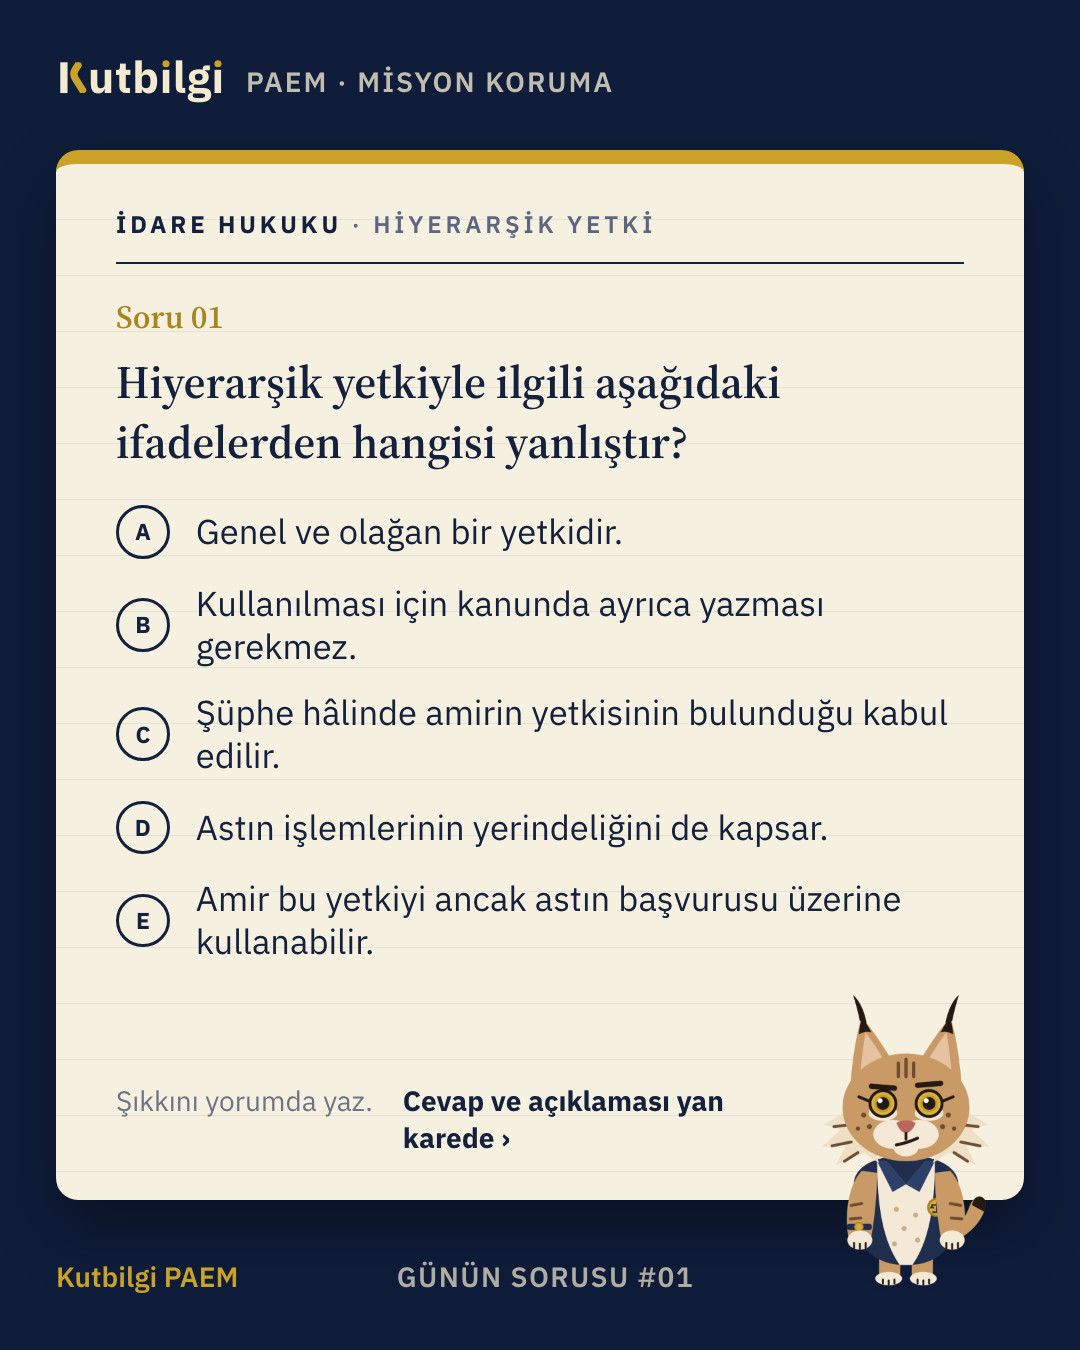 Kutbilgi PAEM · MİSYON KORUMA
İDARE HUKUKU · HİYERARŞİK YETKİ
Soru 01
Hiyerarşik yetkiyle ilgili aşağıdaki
ifadelerden hangisi yanlıştır?
A Genel ve olağan bir yetkidir.
B Kullanılması için kanunda ayrıca yazması
gerekmez.
C Şüphe hâlinde amirin yetkisinin bulunduğu kabul
edilir.
D Astın işlemlerinin yerindeliğini de kapsar.
E Amir bu yetkiyi ancak astın başvurusu üzerine
kullanabilir.
Şıkkını yorumda yaz. Cevap ve açıklaması yan
karede ›
Kutbilgi PAEM GÜNÜN SORUSU #01